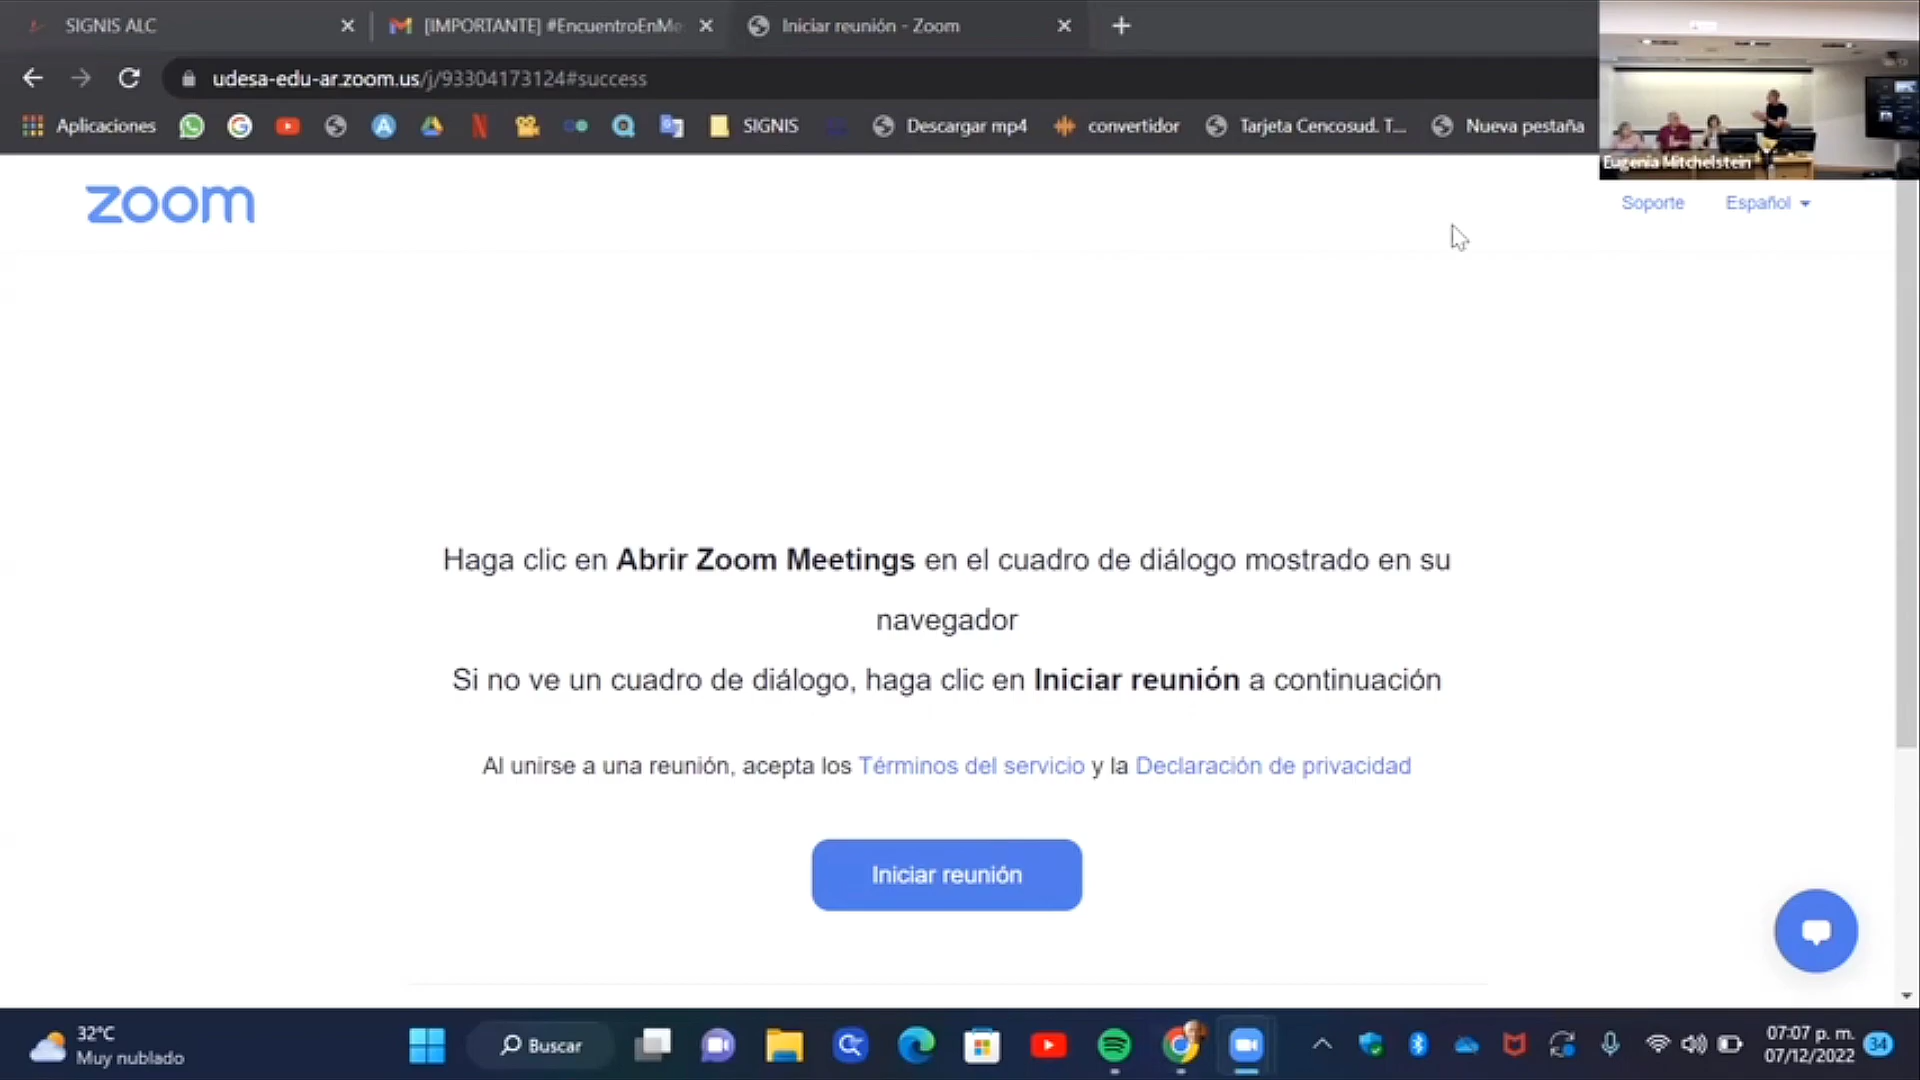 SIGNIS ALC
[IMPORTANTE] #EncuentroEnMe
Iniciar reunión - Zoom
udesa-edu-ar.zoom.us/j/93304173124#success
Aplicaciones
SIGNIS
Descargar mp4
convertidor
Tarjeta Cencosud. T...
Nueva pestaña
Eugenia Mitchelstein
zoom
Soporte
Español
Haga clic en Abrir Zoom Meetings en el cuadro de diálogo mostrado en su
navegador
Si no ve un cuadro de diálogo, haga clic en Iniciar reunión a continuación
Al unirse a una reunión, acepta los Términos del servicio y la Declaración de privacidad
Iniciar reunión
32°C
Muy nublado
Buscar
07:07 p. m.
07/12/2022
34